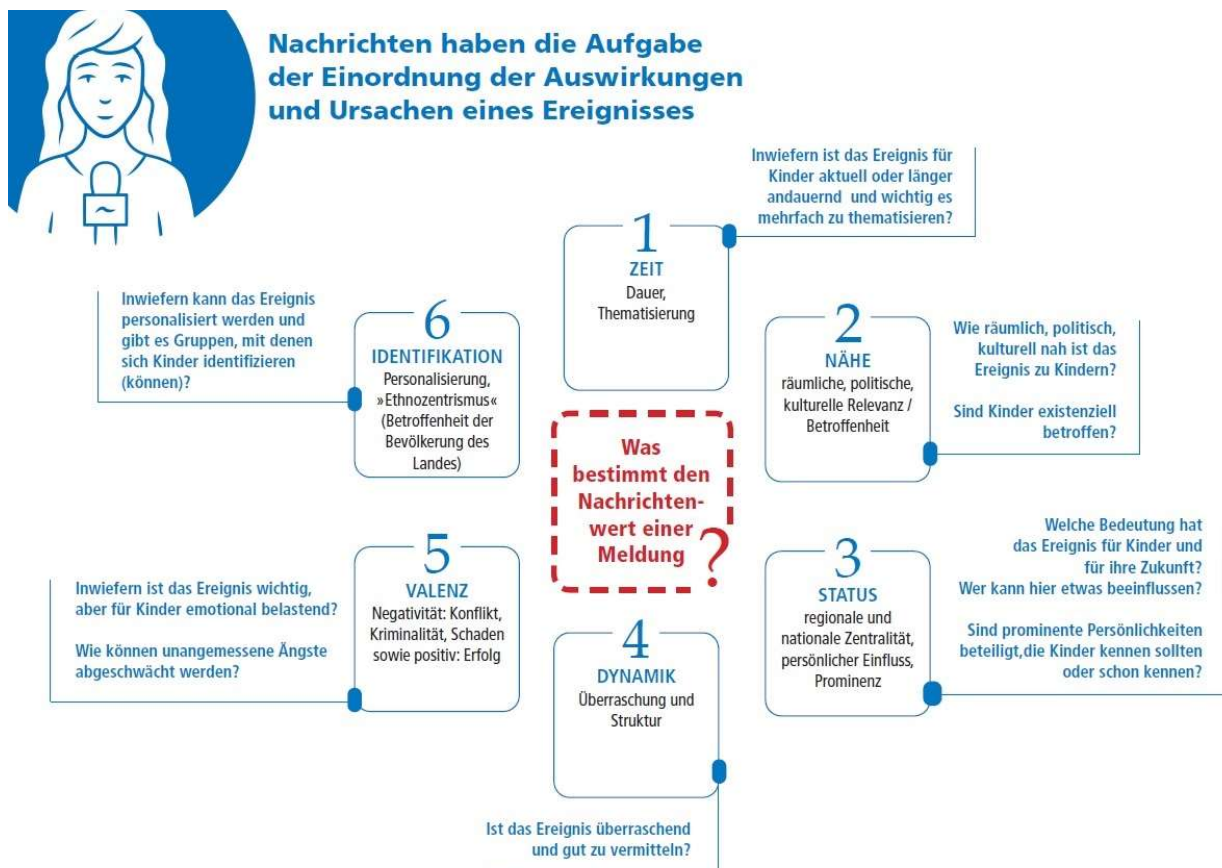 Nachrichten haben die Aufgabe
der Einordnung der Auswirkungen
und Ursachen eines Ereignisses
Inwiefern ist das Ereignis für
Kinder aktuell oder länger
andauernd und wichtig es
mehrfach zu thematisieren?
1
ZEIT
Dauer,
Thematisierung
2
NÄHE
räumliche, politische,
kulturelle Relevanz /
Betroffenheit
Wie räumlich, politisch,
kulturell nah ist das
Ereignis zu Kindern?
Sind Kinder existenziell
betroffen?
3
STATUS
regionale und
nationale Zentralität,
persönlicher Einfluss,
Prominenz
Welche Bedeutung hat
das Ereignis für Kinder und
für ihre Zukunft?
Wer kann hier etwas beeinflussen?
Sind prominente Persönlichkeiten
beteiligt,die Kinder kennen sollten
oder schon kennen?
4
DYNAMIK
Überraschung und
Struktur
Ist das Ereignis überraschend
und gut zu vermitteln?
5
VALENZ
Negativität: Konflikt,
Kriminalität, Schaden
sowie positiv: Erfolg
Inwiefern ist das Ereignis wichtig,
aber für Kinder emotional belastend?
Wie können unangemessene Ängste
abgeschwächt werden?
6
IDENTIFIKATION
Personalisierung,
»Ethnozentrismus«
(Betroffenheit der
Bevölkerung des
Landes)
Inwiefern kann das Ereignis
personalisiert werden und
gibt es Gruppen, mit denen
sich Kinder identifizieren
(können)?
Was
bestimmt den
Nachrichten-
wert einer
Meldung ?